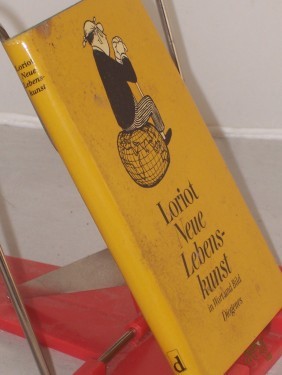 Loriot
Neue
Lebens-
kunst
Loriot
Neue
Lebens-
kunst
in Wort und Bild
Diogenes
d